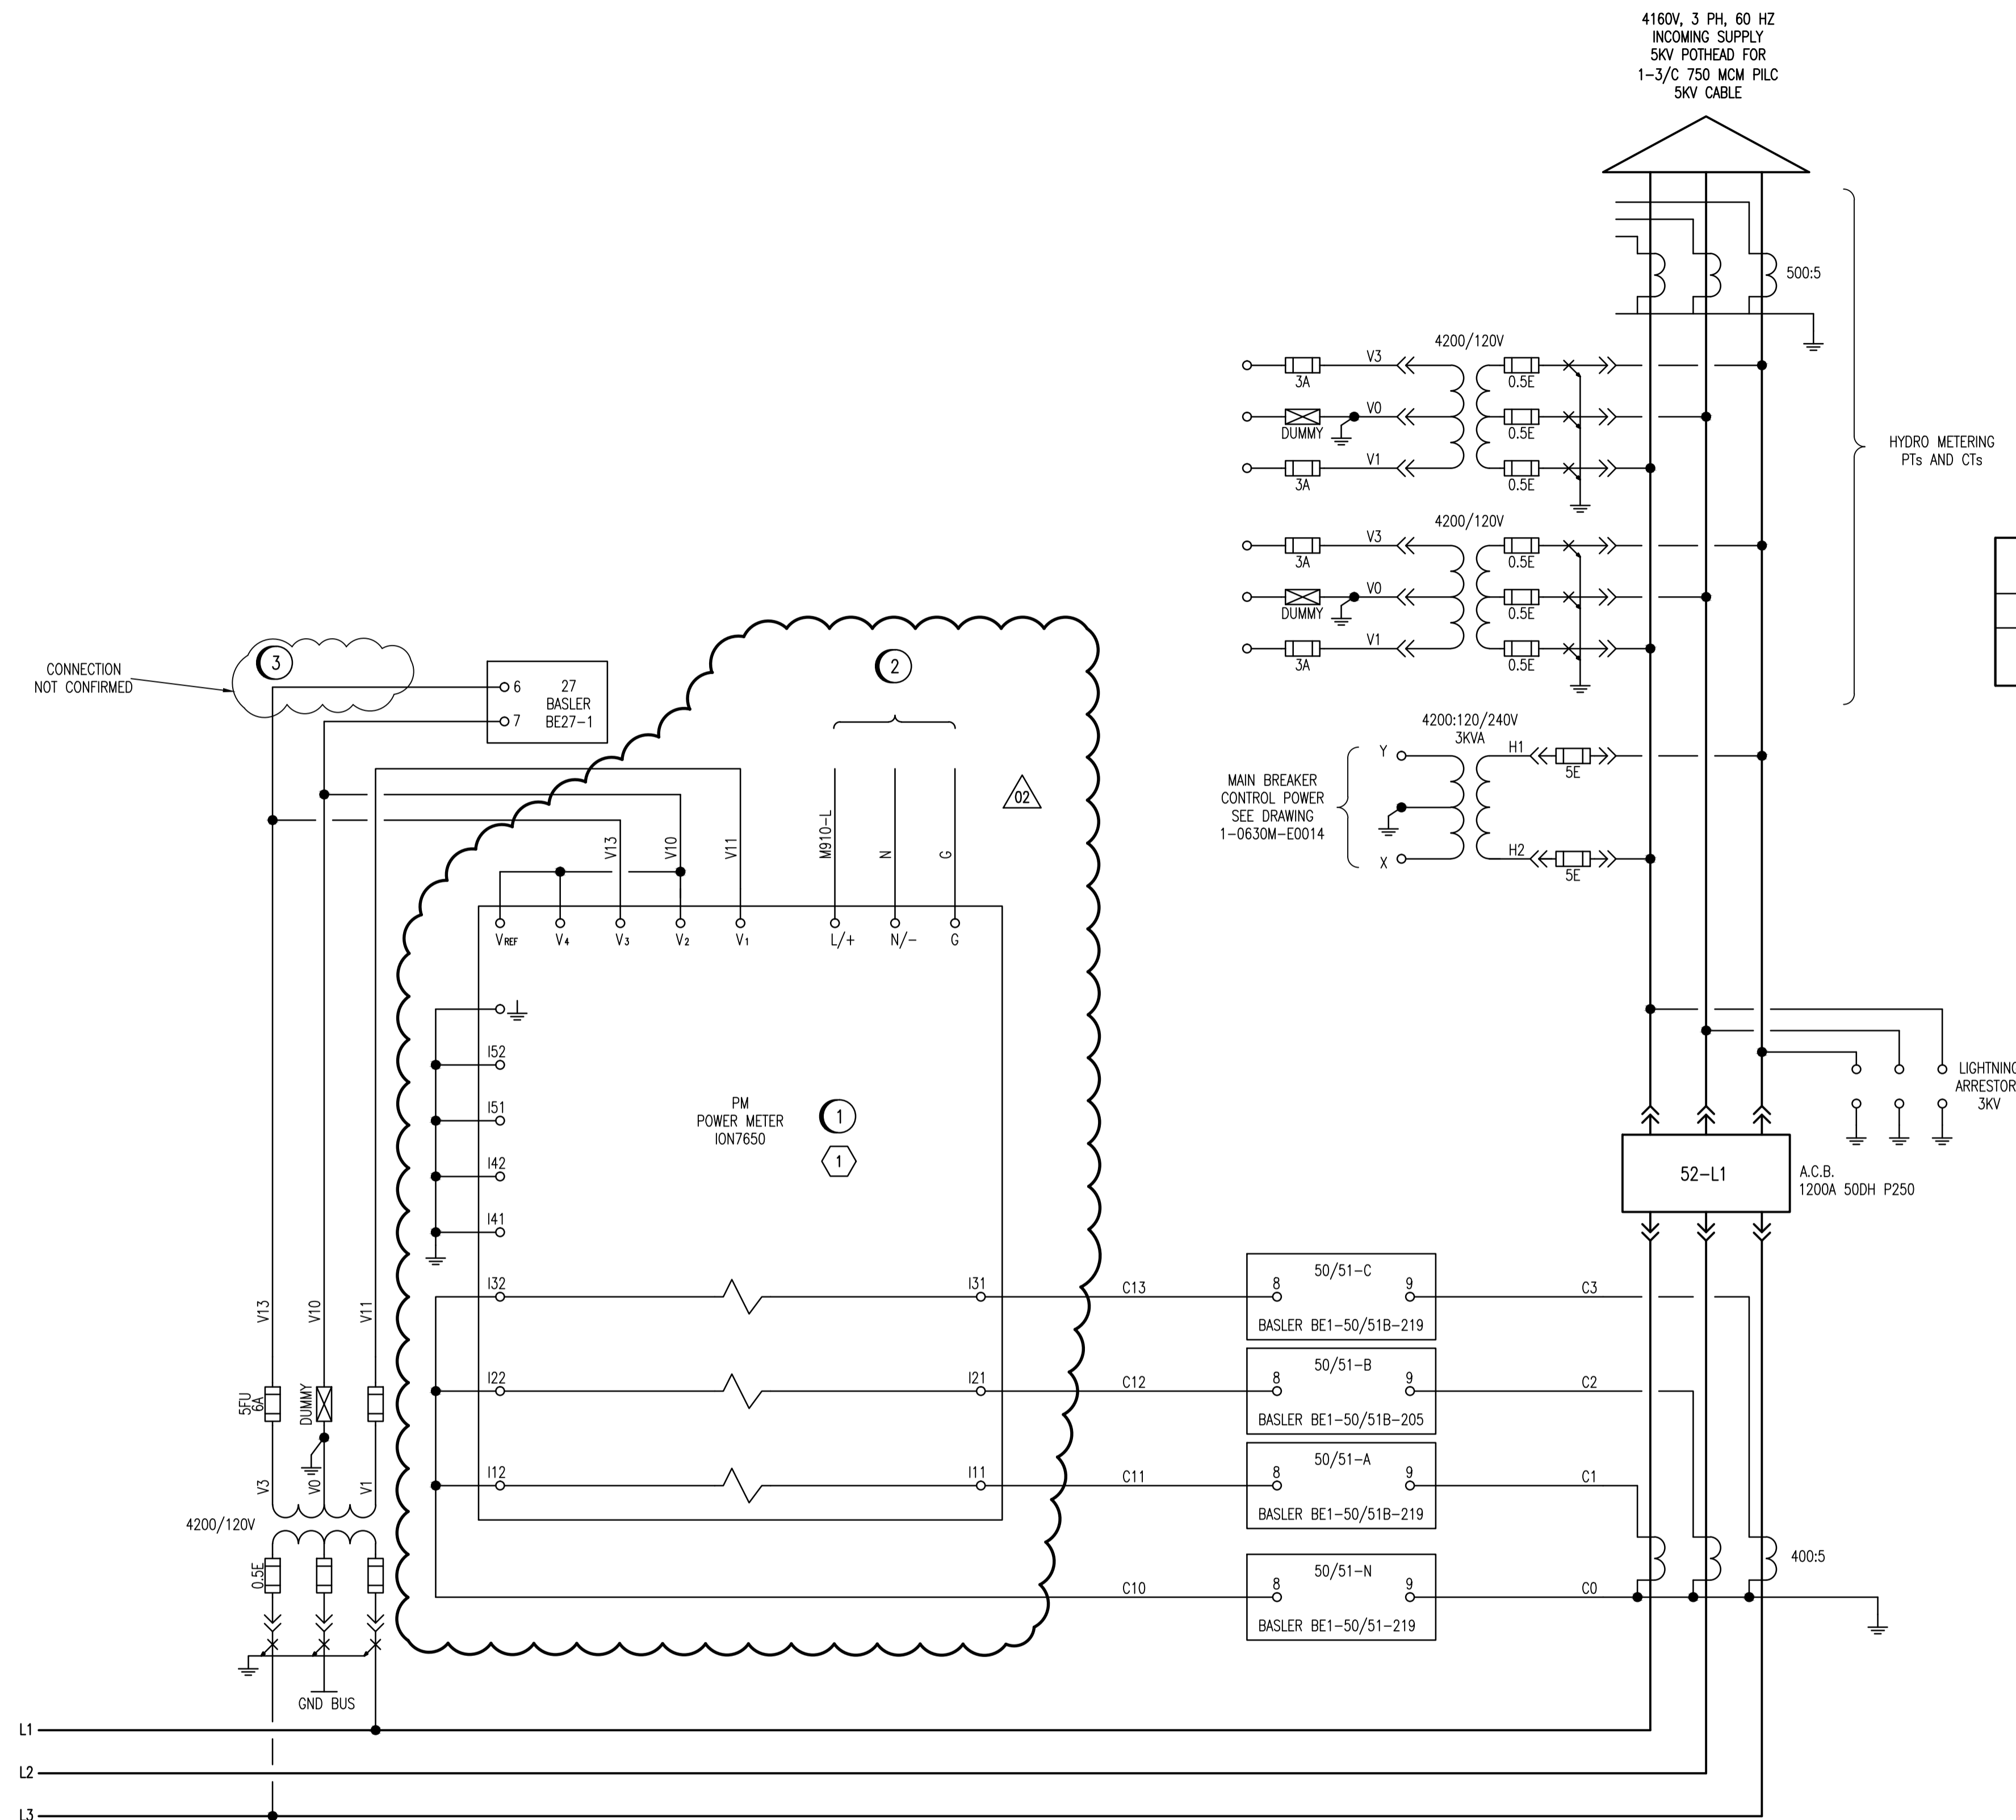 4160V, 3 PH, 60 HZ
INCOMING SUPPLY
5KV POTHEAD FOR
1-3/C 750 MCM PILC
5KV CABLE
500:5
4200/120V
V3
3A
0.5E
V0
DUMMY
0.5E
V1
3A
0.5E
HYDRO METERING
PTs AND CTs
4200/120V
V3
3A
0.5E
V0
DUMMY
0.5E
V1
3A
0.5E
CONNECTION
NOT CONFIRMED
3
6
7
27
BASLER
BE27-1
2
4200:120/240V
3KVA
Y
H1
5E
MAIN BREAKER
CONTROL POWER
SEE DRAWING
1-0630M-E0014
X
H2
5E
02
V13
V10
V11
M910-L
N
G
VREF
V4
V3
V2
V1
L/+
N/-
G
I52
I51
I42
I41
PM
POWER METER
ION7650
1
1
LIGHTNING
ARRESTOR
3KV
52-L1
A.C.B.
1200A 50DH P250
I32
I31
C13
50/51-C
8
9
BASLER BE1-50/51B-219
C3
I22
I21
C12
50/51-B
8
9
BASLER BE1-50/51B-205
C2
I12
I11
C11
50/51-A
8
9
BASLER BE1-50/51B-219
C1
C10
50/51-N
8
9
BASLER BE1-50/51-219
C0
400:5
V13
V10
V11
5FU
6A
DUMMY
V3
V0
V1
4200/120V
0.5E
GND BUS
L1
L2
L3